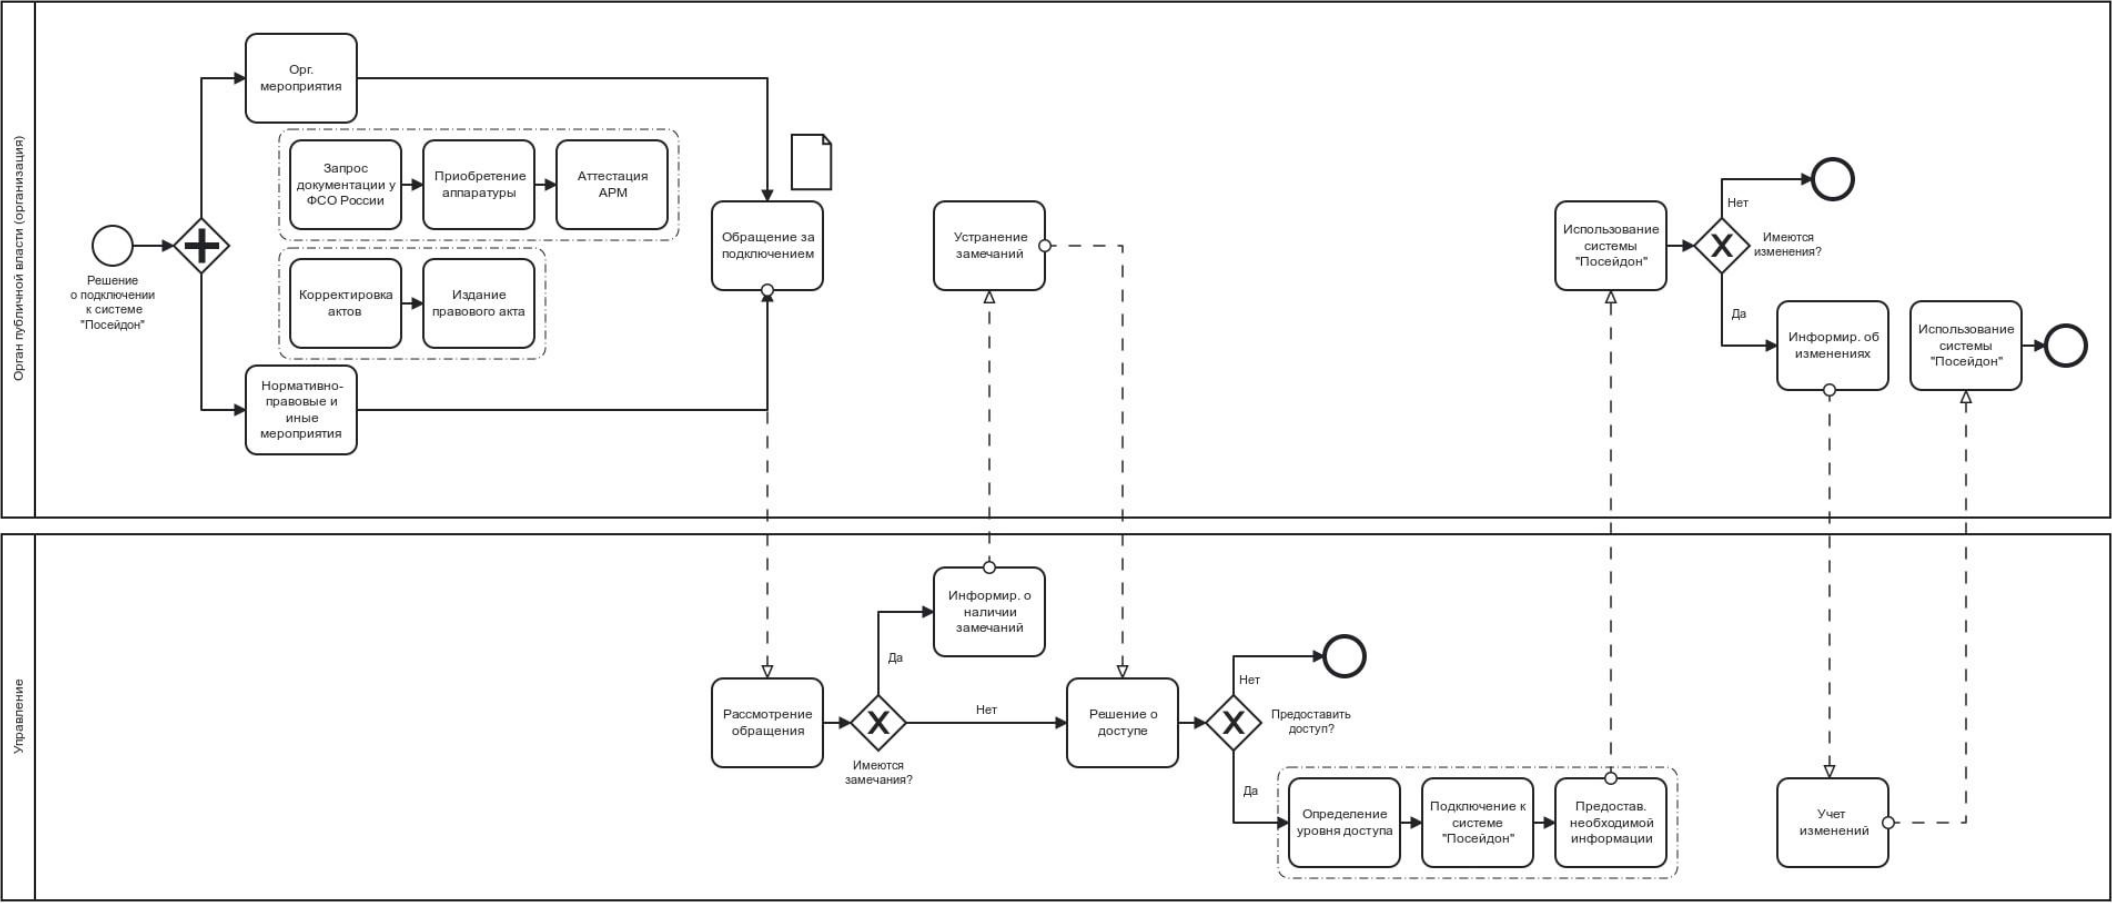 Орган публичной власти (организация)
Решение
о подключении
к системе
"Посейдон"
Орг.
мероприятия
Запрос
документации у
ФСО России
Приобретение
аппаратуры
Аттестация
АРМ
Корректировка
актов
Издание
правового акта
Нормативно-
правовые и
иные
мероприятия
Обращение за
подключением
Устранение
замечаний
Использование
системы
"Посейдон"
Нет
Имеются
изменения?
Да
Информир. об
изменениях
Использование
системы
"Посейдон"
Управление
Рассмотрение
обращения
Имеются
замечания?
Да
Информир. о
наличии
замечаний
Нет
Решение о
доступе
Нет
Предоставить
доступ?
Да
Определение
уровня доступа
Подключение к
системе
"Посейдон"
Предостав.
необходимой
информации
Учет
изменений